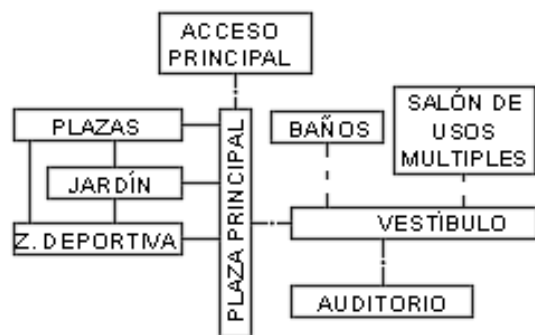 ACCESO
PRINCIPAL
PLAZAS
JARDÍN
Z. DEPORTIVA
PLAZA PRINCIPAL
BAÑOS
SALÓN DE
USOS
MULTIPLES
VESTÍBULO
AUDITORIO